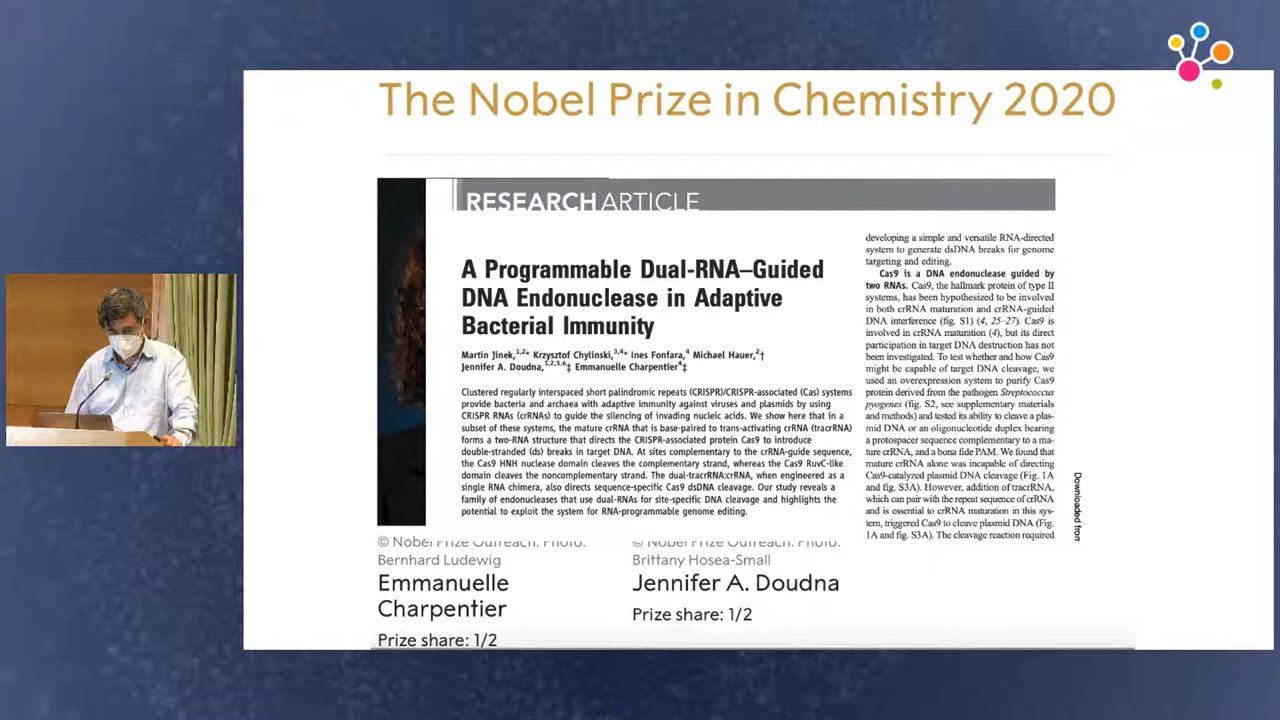 The Nobel Prize in Chemistry 2020
RESEARCH ARTICLE
A Programmable Dual-RNA–Guided
DNA Endonuclease in Adaptive
Bacterial Immunity
Martin Jinek,1,2* Krzysztof Chylinski,3,4* Ines Fonfara,4 Michael Hauer,2†
Jennifer A. Doudna,1,2,5,6‡ Emmanuelle Charpentier4‡
Clustered regularly interspaced short palindromic repeats (CRISPR)/CRISPR-associated (Cas) systems
provide bacteria and archaea with adaptive immunity against viruses and plasmids by using
CRISPR RNAs (crRNAs) to guide the silencing of invading nucleic acids. We show here that in a
subset of these systems, the mature crRNA that is base-paired to trans-activating crRNA (tracrRNA)
forms a two-RNA structure that directs the CRISPR-associated protein Cas9 to introduce
double-stranded (ds) breaks in target DNA. At sites complementary to the crRNA-guide sequence,
the Cas9 HNH nuclease domain cleaves the complementary strand, whereas the Cas9 RuvC-like
domain cleaves the noncomplementary strand. The dual-tracrRNA:crRNA, when engineered as a
single RNA chimera, also directs sequence-specific Cas9 dsDNA cleavage. Our study reveals a
family of endonucleases that use dual-RNAs for site-specific DNA cleavage and highlights the
potential to exploit the system for RNA-programmable genome editing.
developing a simple and versatile RNA-directed
system to generate dsDNA breaks for genome
targeting and editing.
Cas9 is a DNA endonuclease guided by
two RNAs. Cas9, the hallmark protein of type II
systems, has been hypothesized to be involved
in both crRNA maturation and crRNA-guided
DNA interference (fig. S1) (4, 25–27). Cas9 is
involved in crRNA maturation (4), but its direct
participation in target DNA destruction has not
been investigated. To test whether and how Cas9
might be capable of target DNA cleavage, we
used an overexpression system to purify Cas9
protein derived from the pathogen Streptococcus
pyogenes (fig. S2, see supplementary materials
and methods) and tested its ability to cleave a plas-
mid DNA or an oligonucleotide duplex bearing
a protospacer sequence complementary to a ma-
ture crRNA, and a bona fide PAM. We found that
mature crRNA alone was incapable of directing
Cas9-catalyzed plasmid DNA cleavage (Fig. 1A
and fig. S3A). However, addition of tracrRNA,
which can pair with the repeat sequence of crRNA
and is essential to crRNA maturation in this sys-
tem, triggered Cas9 to cleave plasmid DNA (Fig.
1A and fig. S3A). The cleavage reaction required
Downloaded from
© Nobel Prize Outreach. Photo:
Bernhard Ludewig
Emmanuelle
Charpentier
Prize share: 1/2
© Nobel Prize Outreach. Photo:
Brittany Hosea-Small
Jennifer A. Doudna
Prize share: 1/2